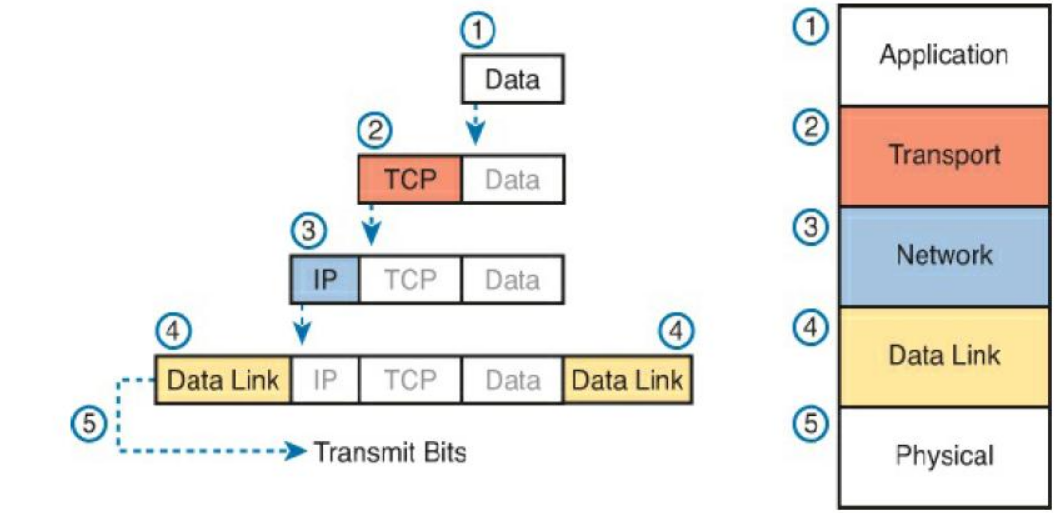 1
Data
2
TCP Data
3
IP TCP Data
4 4
Data Link IP TCP Data Data Link
5
Transmit Bits
1
Application
2
Transport
3
Network
4
Data Link
5
Physical